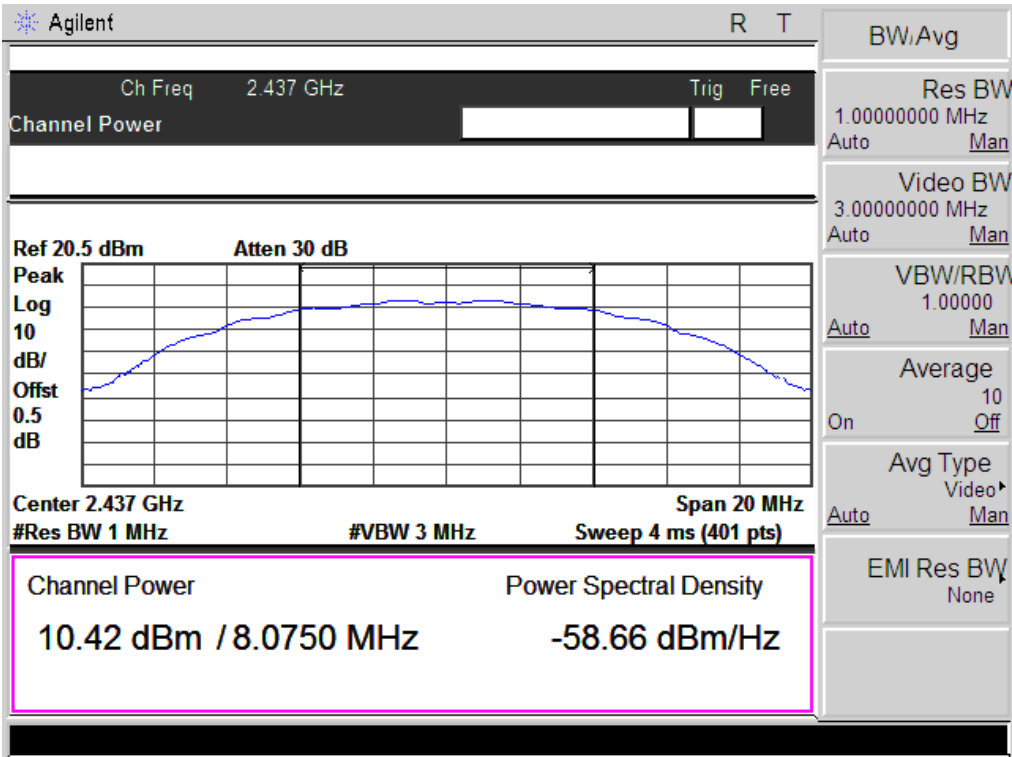 Agilent R T
Ch Freq 2.437 GHz Trig Free
Channel Power
Ref 20.5 dBm Atten 30 dB
Peak
Log
10
dB/
Offst
0.5
dB
Center 2.437 GHz Span 20 MHz
#Res BW 1 MHz #VBW 3 MHz Sweep 4 ms (401 pts)
Channel Power Power Spectral Density
10.42 dBm / 8.0750 MHz -58.66 dBm/Hz
BW/Avg
Res BW
1.00000000 MHz
Auto Man
Video BW
3.00000000 MHz
Auto Man
VBW/RBW
1.00000
Auto Man
Average
10
On Off
Avg Type
Video
Auto Man
EMI Res BW
None